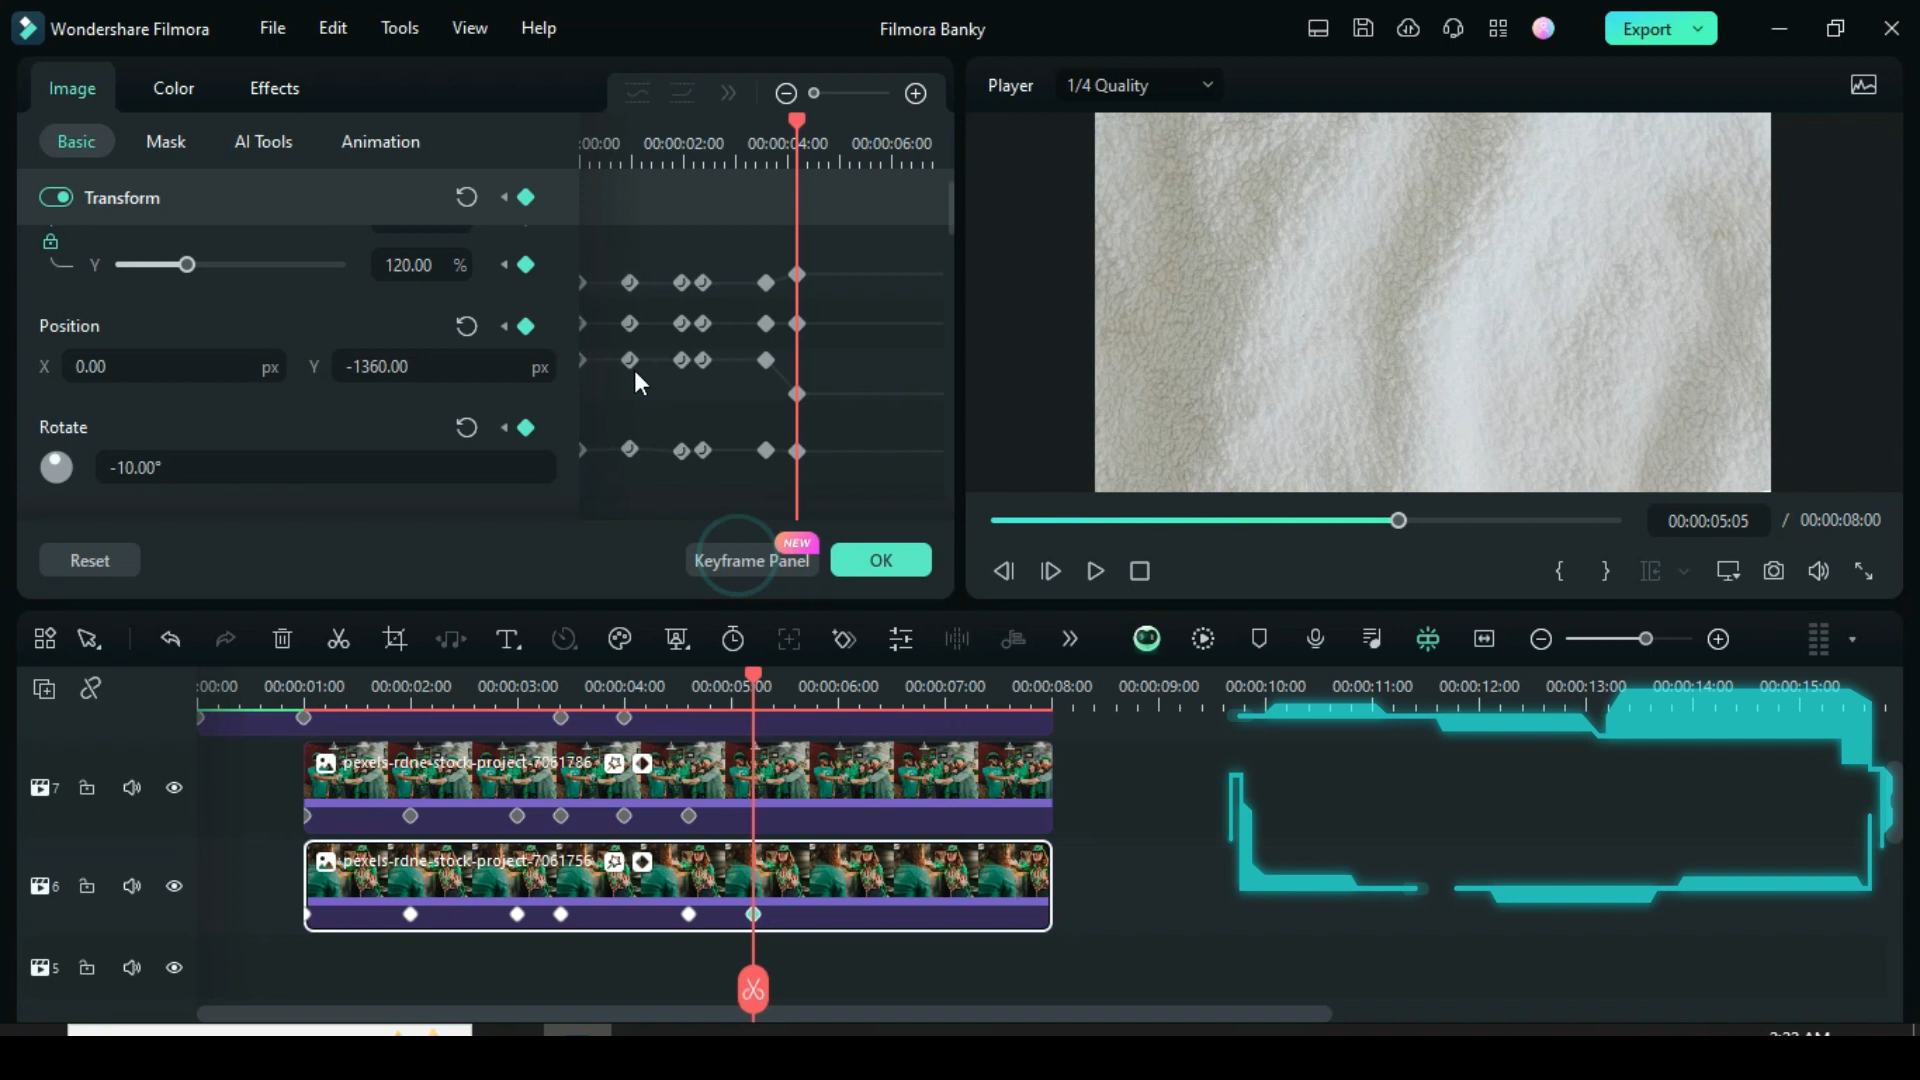 Wondershare Filmora File Edit Tools View Help Filmora Banky Export
Image Color Effects
Player 1/4 Quality
Basic Mask AI Tools Animation
:00:00 00:00:02:00 00:00:04:00 00:00:06:00
Transform
Y 120.00 %
Position
X 0.00 px Y -1360.00 px
Rotate
-10.00°
Reset Keyframe Panel NEW OK
00:00:05:05 / 00:00:08:00
:00:00 00:00:01:00 00:00:02:00 00:00:03:00 00:00:04:00 00:00:05:00 00:00:06:00 00:00:07:00 00:00:08:00 00:00:09:00 00:00:10:00 00:00:11:00 00:00:12:00 00:00:13:00 00:00:14:00 00:00:15:00
pexels-rdne-stock-project-7061786
7
pexels-rdne-stock-project-7061756
6
5